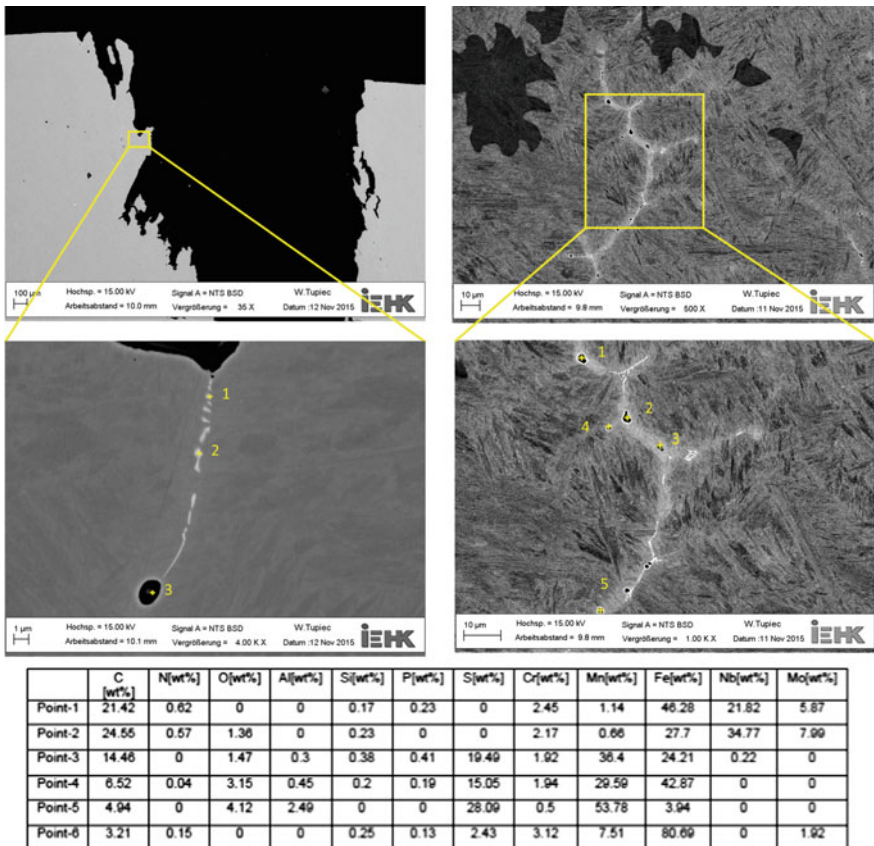 100 µm Hochsp. = 15.00 kV Signal A = NTS BSD W.Tupiec
Arbeitsabstand = 10.0 mm Vergrößerung = 35 X Datum :12 Nov 2015 iEHK
10 µm Hochsp. = 15.00 kV Signal A = NTS BSD W.Tupiec
Arbeitsabstand = 9.8 mm Vergrößerung = 500 X Datum :11 Nov 2015 iEHK
1
2
3
1 µm Hochsp. = 15.00 kV Signal A = NTS BSD W.Tupiec
Arbeitsabstand = 10.1 mm Vergrößerung = 4.00 K X Datum :12 Nov 2015 iEHK
1
2
4
3
5
10 µm Hochsp. = 15.00 kV Signal A = NTS BSD W.Tupiec
Arbeitsabstand = 9.8 mm Vergrößerung = 1.00 K X Datum :11 Nov 2015 iEHK
C [wt%] N[wt%] O[wt%] Al[wt%] Si[wt%] P[wt%] S[wt%] Cr[wt%] Mn[wt%] Fe[wt%] Nb[wt%] Mo[wt%]
Point-1 21.42 0.62 0 0 0.17 0.23 0 2.45 1.14 46.28 21.82 5.87
Point-2 24.55 0.57 1.36 0 0.23 0 0 2.17 0.66 27.7 34.77 7.99
Point-3 14.46 0 1.47 0.3 0.38 0.41 19.49 1.92 36.4 24.21 0.22 0
Point-4 6.52 0.04 3.15 0.45 0.2 0.19 15.05 1.94 29.59 42.87 0 0
Point-5 4.94 0 4.12 2.49 0 0 28.09 0.5 53.78 3.94 0 0
Point-6 3.21 0.15 0 0 0.25 0.13 2.43 3.12 7.51 80.69 0 1.92